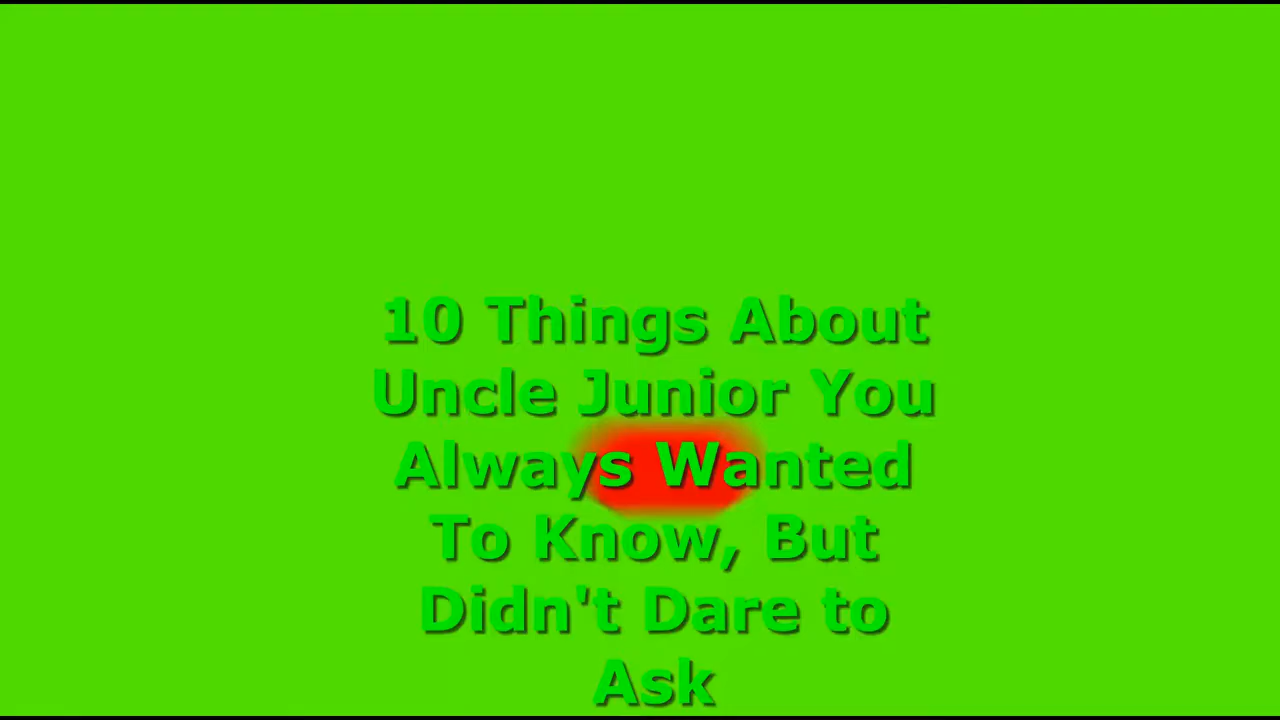 10 Things About
Uncle Junior You
Always Wanted
To Know, But
Didn't Dare to
Ask